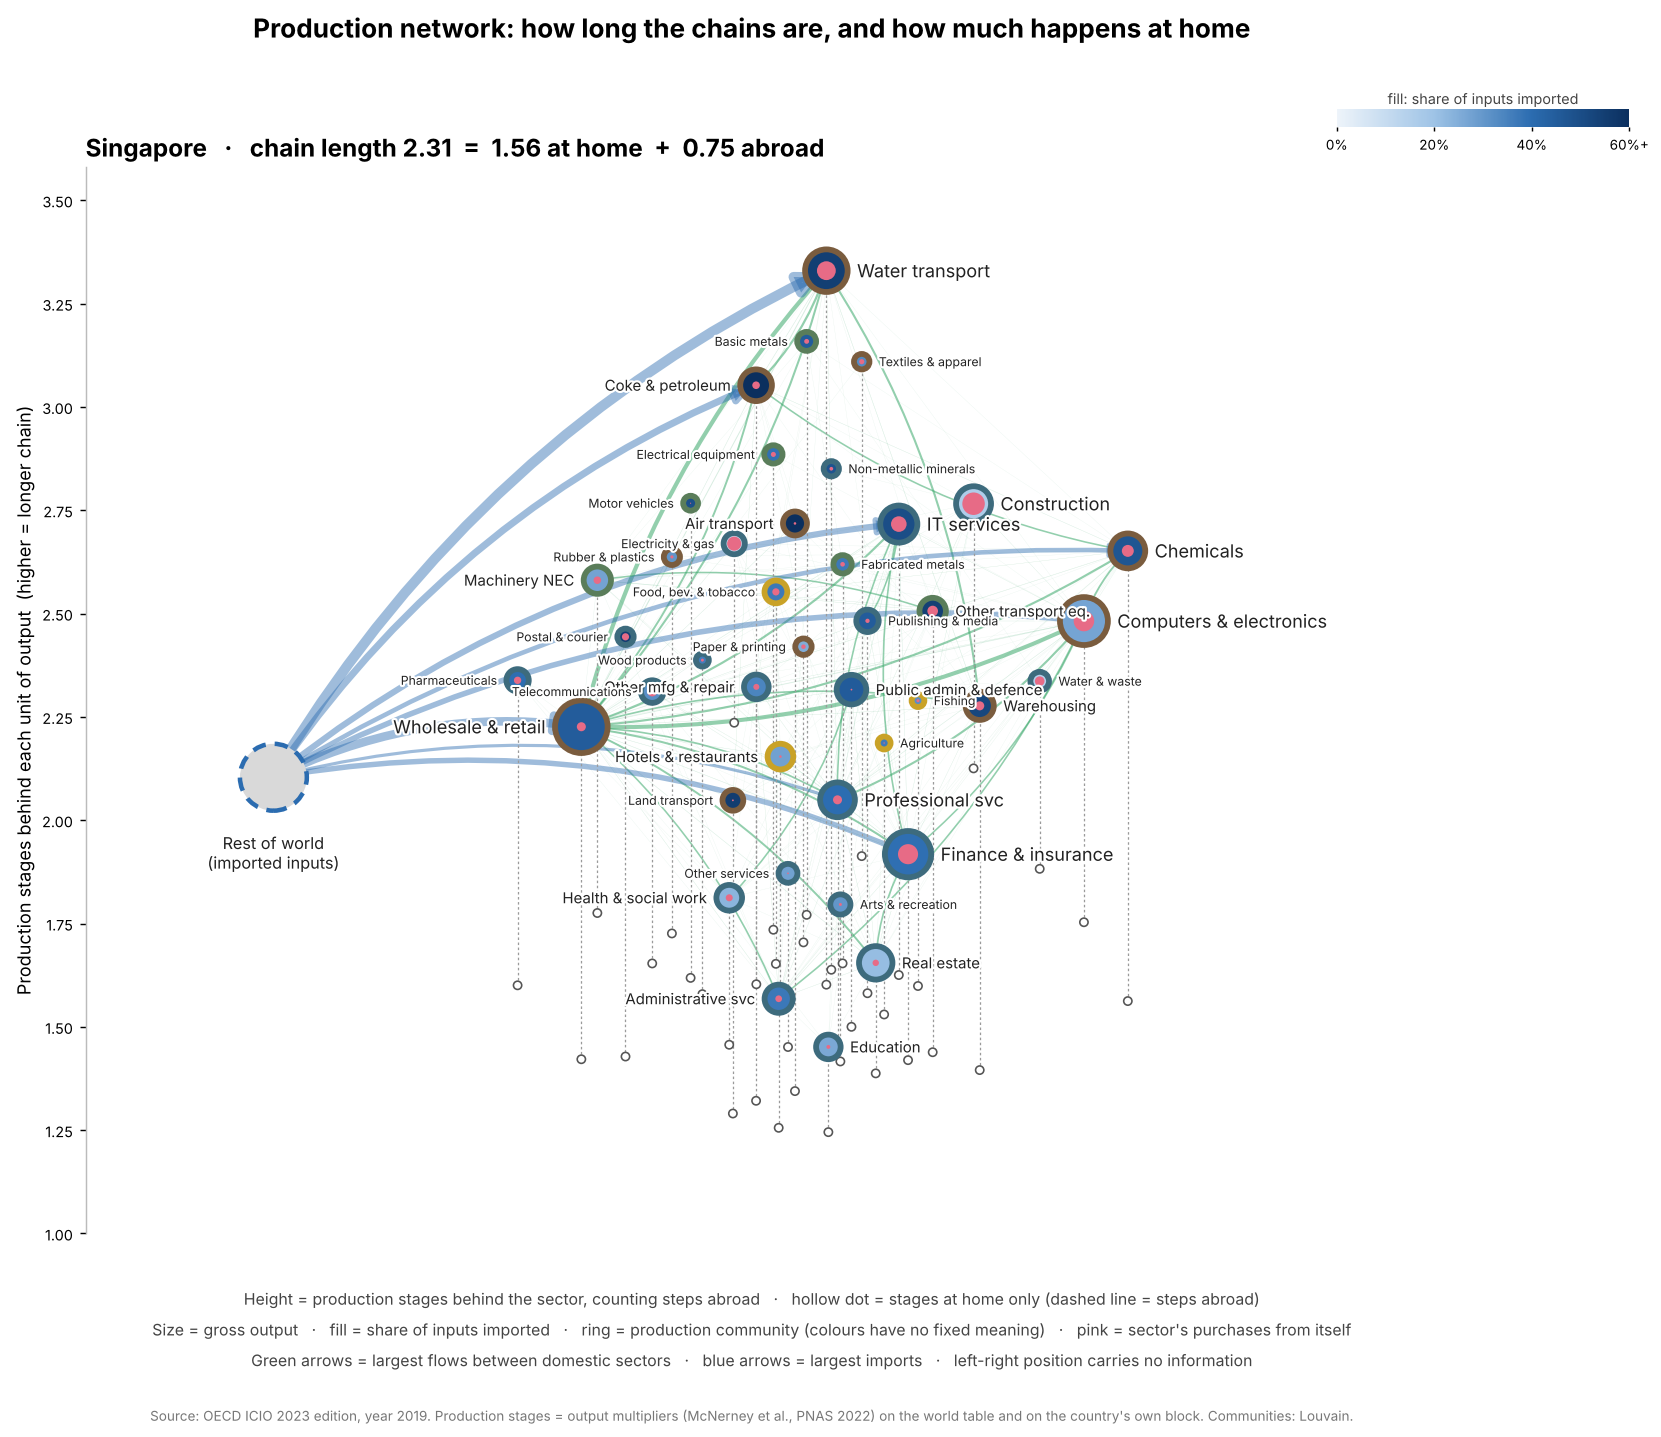 Production network: how long the chains are, and how much happens at home
fill: share of inputs imported
0%
20%
40%
60%+
Singapore · chain length 2.31 = 1.56 at home + 0.75 abroad
Production stages behind each unit of output (higher = longer chain)
3.50
3.25
3.00
2.75
2.50
2.25
2.00
1.75
1.50
1.25
1.00
Water transport
Basic metals
Textiles & apparel
Coke & petroleum
Electrical equipment
Non-metallic minerals
Motor vehicles
Construction
Air transport
IT services
Electricity & gas
Rubber & plastics
Chemicals
Fabricated metals
Machinery NEC
Food, bev. & tobacco
Other transport eq.
Publishing & media
Computers & electronics
Postal & courier
Paper & printing
Wood products
Pharmaceuticals
Telecommunications
Other mfg & repair
Public admin & defence
Water & waste
Fishing
Warehousing
Wholesale & retail
Agriculture
Hotels & restaurants
Land transport
Professional svc
Rest of world
(imported inputs)
Finance & insurance
Other services
Health & social work
Arts & recreation
Real estate
Administrative svc
Education
Height = production stages behind the sector, counting steps abroad · hollow dot = stages at home only (dashed line = steps abroad)
Size = gross output · fill = share of inputs imported · ring = production community (colours have no fixed meaning) · pink = sector's purchases from itself
Green arrows = largest flows between domestic sectors · blue arrows = largest imports · left-right position carries no information
Source: OECD ICIO 2023 edition, year 2019. Production stages = output multipliers (McNerney et al., PNAS 2022) on the world table and on the country's own block. Communities: Louvain.